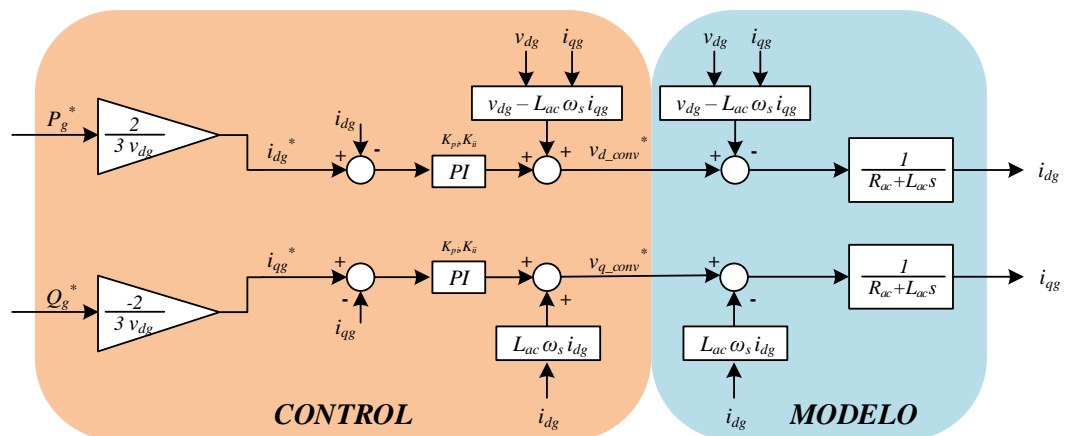 v_dg i_qg
v_dg i_qg
v_dg – L_ac ω_s i_qg
v_dg – L_ac ω_s i_qg
P_g^*
2
3 v_dg
i_dg^*
i_dg
+ -
K_pi, K_ii
PI
+ +
v_d_conv^*
+ -
1
R_ac+L_ac s
i_dg
Q_g^*
-2
3 v_dg
i_qg^*
+
-
i_qg
K_pi, K_ii
PI
+
+
v_q_conv^*
+
-
1
R_ac+L_ac s
i_qg
L_ac ω_s i_dg
L_ac ω_s i_dg
i_dg
i_dg
CONTROL
MODELO